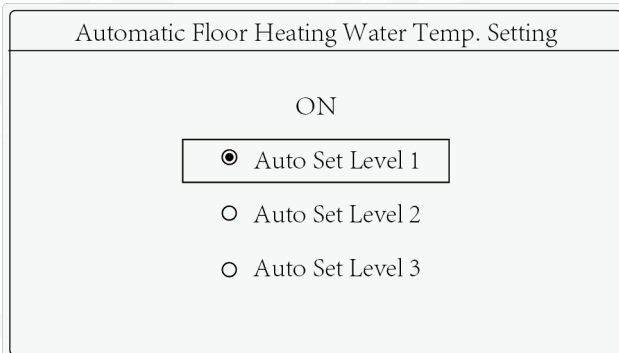 Automatic Floor Heating Water Temp. Setting
ON
Auto Set Level 1
Auto Set Level 2
Auto Set Level 3